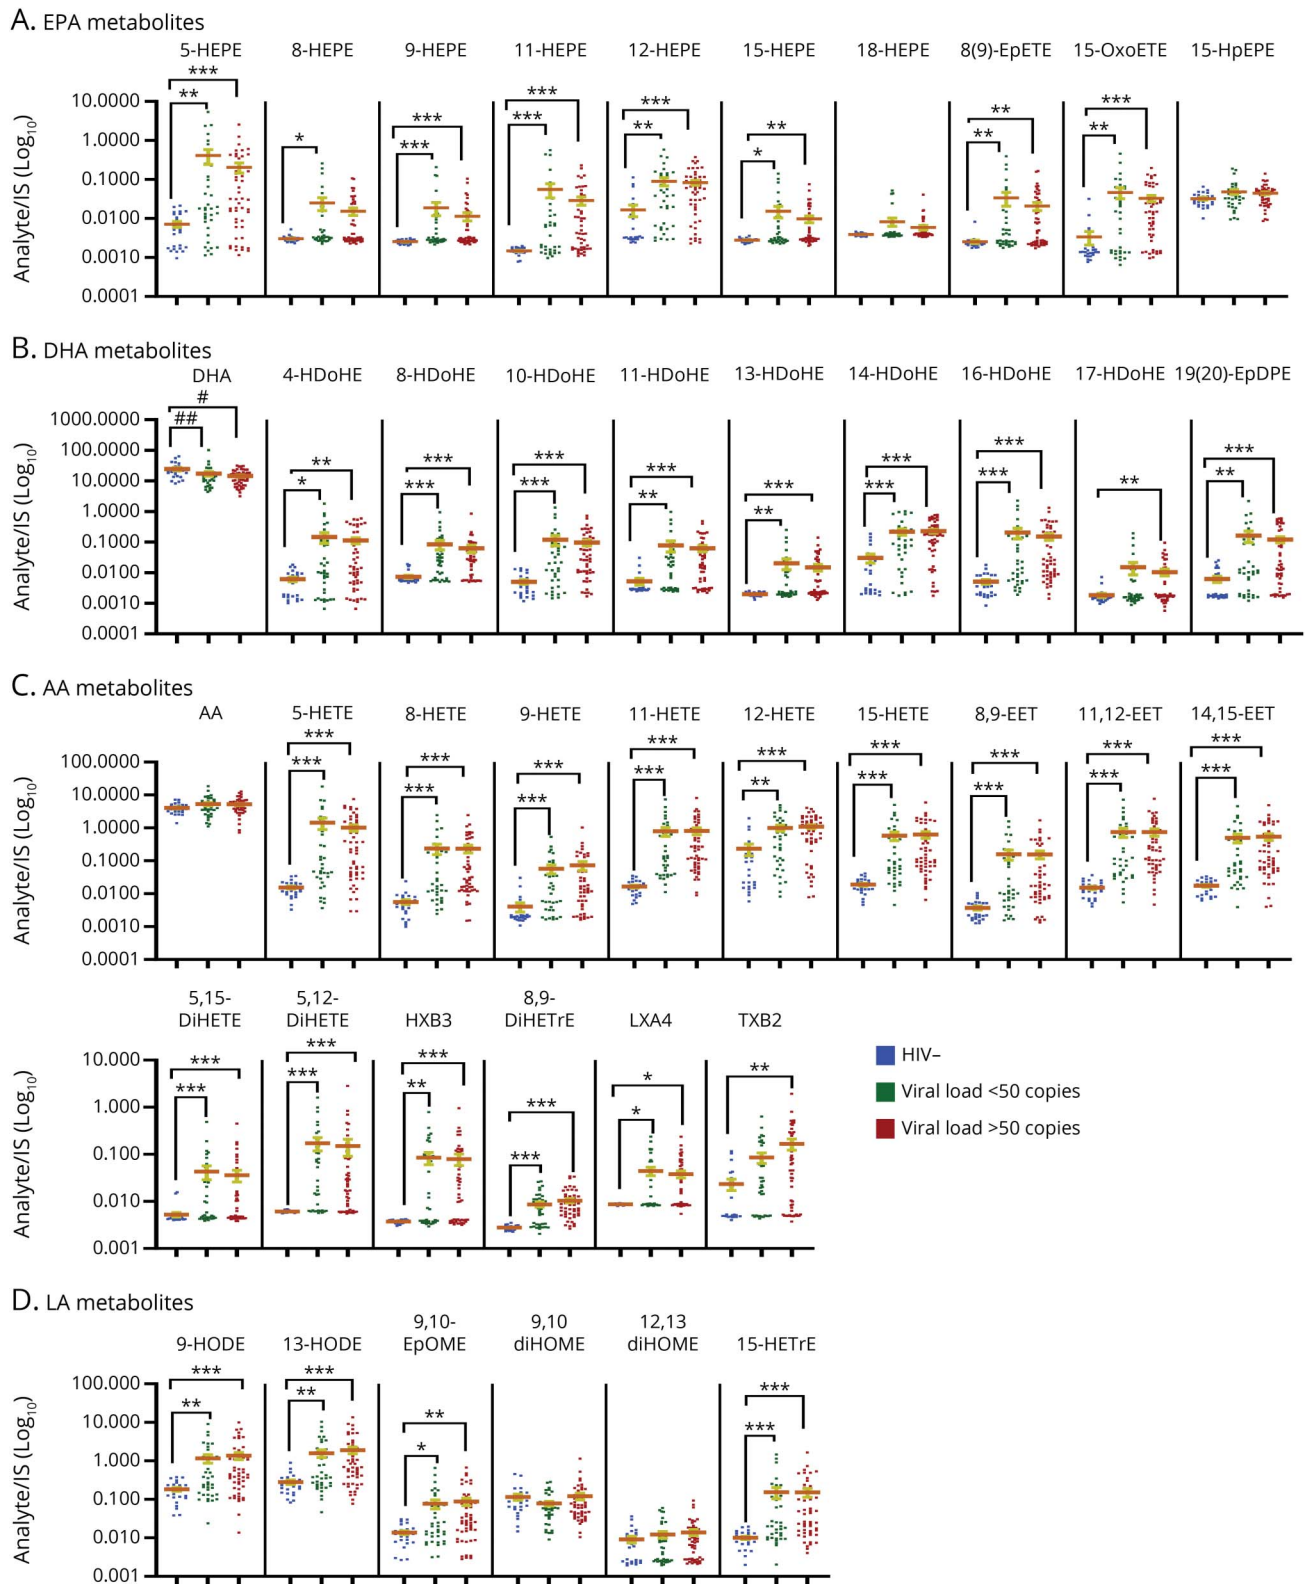 A. EPA metabolites
5-HEPE 8-HEPE 9-HEPE 11-HEPE 12-HEPE 15-HEPE 18-HEPE 8(9)-EpETE 15-OxoETE 15-HpEPE
*** ** * *** *** *** *** *** ** ** * ** ** *** **
Analyte/IS (Log10)
10.0000
1.0000
0.1000
0.0100
0.0010
0.0001
B. DHA metabolites
DHA 4-HDoHE 8-HDoHE 10-HDoHE 11-HDoHE 13-HDoHE 14-HDoHE 16-HDoHE 17-HDoHE 19(20)-EpDPE
# ## ** * *** *** *** *** *** ** *** ** *** *** *** *** ** *** **
Analyte/IS (Log10)
1000.0000
100.0000
10.0000
1.0000
0.1000
0.0100
0.0010
0.0001
C. AA metabolites
AA 5-HETE 8-HETE 9-HETE 11-HETE 12-HETE 15-HETE 8,9-EET 11,12-EET 14,15-EET
*** *** *** *** *** *** *** *** *** ** *** *** *** *** *** *** *** ***
Analyte/IS (Log10)
100.0000
10.0000
1.0000
0.1000
0.0100
0.0010
0.0001
5,15- 5,12- 8,9-
DiHETE DiHETE HXB3 DiHETrE LXA4 TXB2
*** *** *** *** *** ** *** *** * * **
Analyte/IS (Log10)
10.000
1.000
0.100
0.010
0.001
HIV–
Viral load <50 copies
Viral load >50 copies
D. LA metabolites
9,10- 9,10 12,13
9-HODE 13-HODE EpOME diHOME diHOME 15-HETrE
*** ** *** ** ** * *** ***
Analyte/IS (Log10)
100.000
10.000
1.000
0.100
0.010
0.001